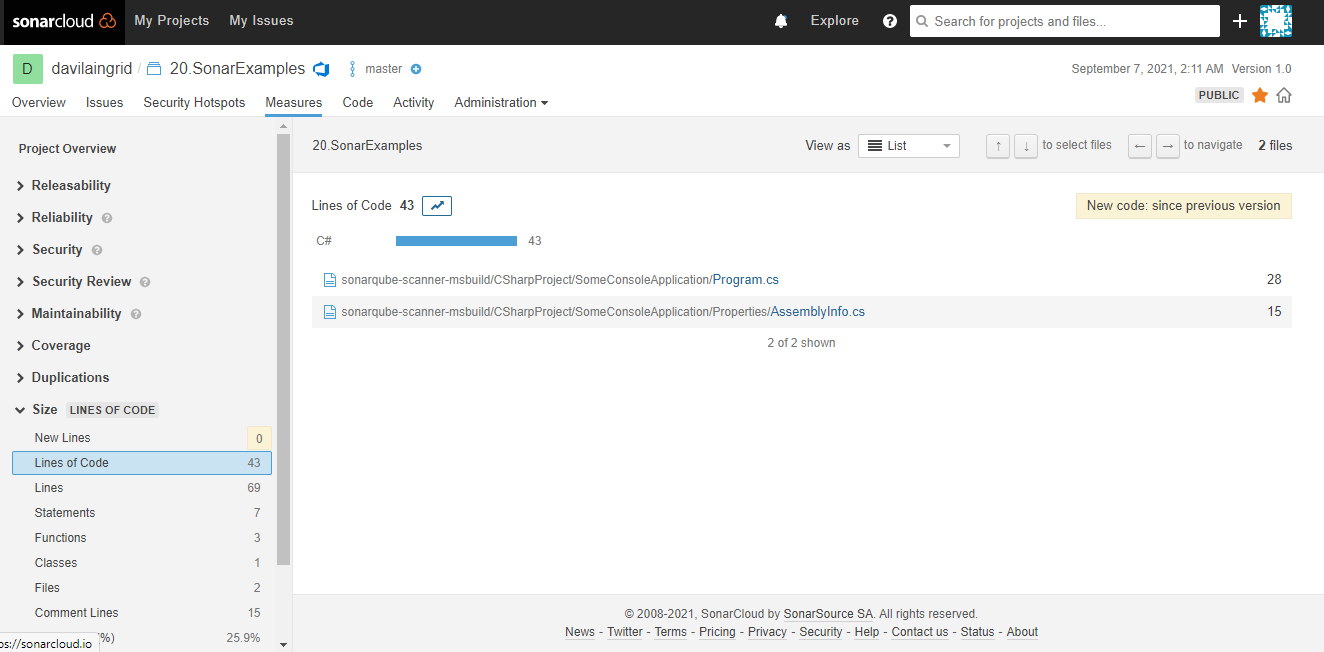 sonarcloud My Projects My Issues Explore ? Search for projects and files...
D davilaingrid / 20.SonarExamples master September 7, 2021, 2:11 AM Version 1.0
Overview Issues Security Hotspots Measures Code Activity Administration PUBLIC
Project Overview
Releasability
Reliability ?
Security ?
Security Review ?
Maintainability ?
Coverage
Duplications
Size LINES OF CODE
New Lines 0
Lines of Code 43
Lines 69
Statements 7
Functions 3
Classes 1
Files 2
Comment Lines 15
%) 25.9%
ps://sonarcloud.io
20.SonarExamples View as List ↑ ↓ to select files ← → to navigate 2 files
Lines of Code 43 New code: since previous version
C# 43
sonarqube-scanner-msbuild/CSharpProject/SomeConsoleApplication/Program.cs 28
sonarqube-scanner-msbuild/CSharpProject/SomeConsoleApplication/Properties/AssemblyInfo.cs 15
2 of 2 shown
© 2008-2021, SonarCloud by SonarSource SA. All rights reserved.
News - Twitter - Terms - Pricing - Privacy - Security - Help - Contact us - Status - About